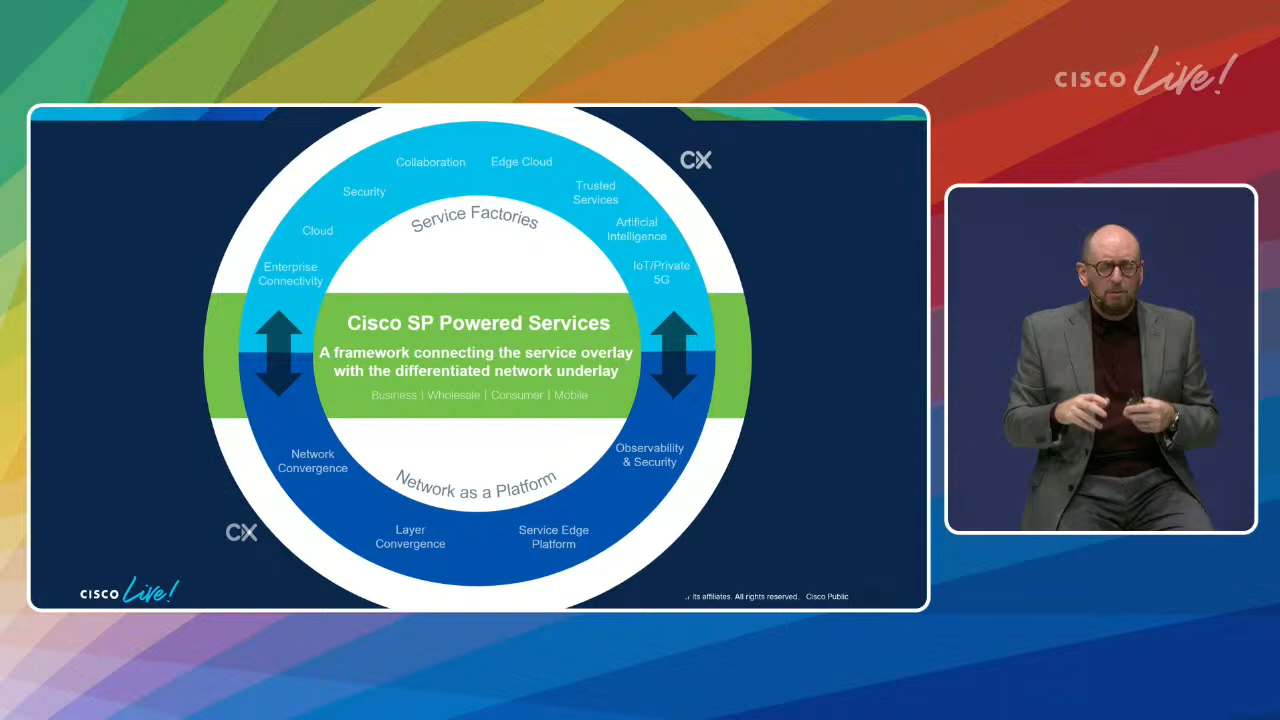 CISCO Live!
CX
Collaboration
Edge Cloud
Security
Trusted
Services
Cloud
Artificial
Intelligence
Enterprise
Connectivity
IoT/Private
5G
Service Factories
Cisco SP Powered Services
A framework connecting the service overlay
with the differentiated network underlay
Business | Wholesale | Consumer | Mobile
Network
Convergence
Observability
& Security
Network as a Platform
Layer
Convergence
Service Edge
Platform
CX
CISCO Live!
its affiliates. All rights reserved. Cisco Public